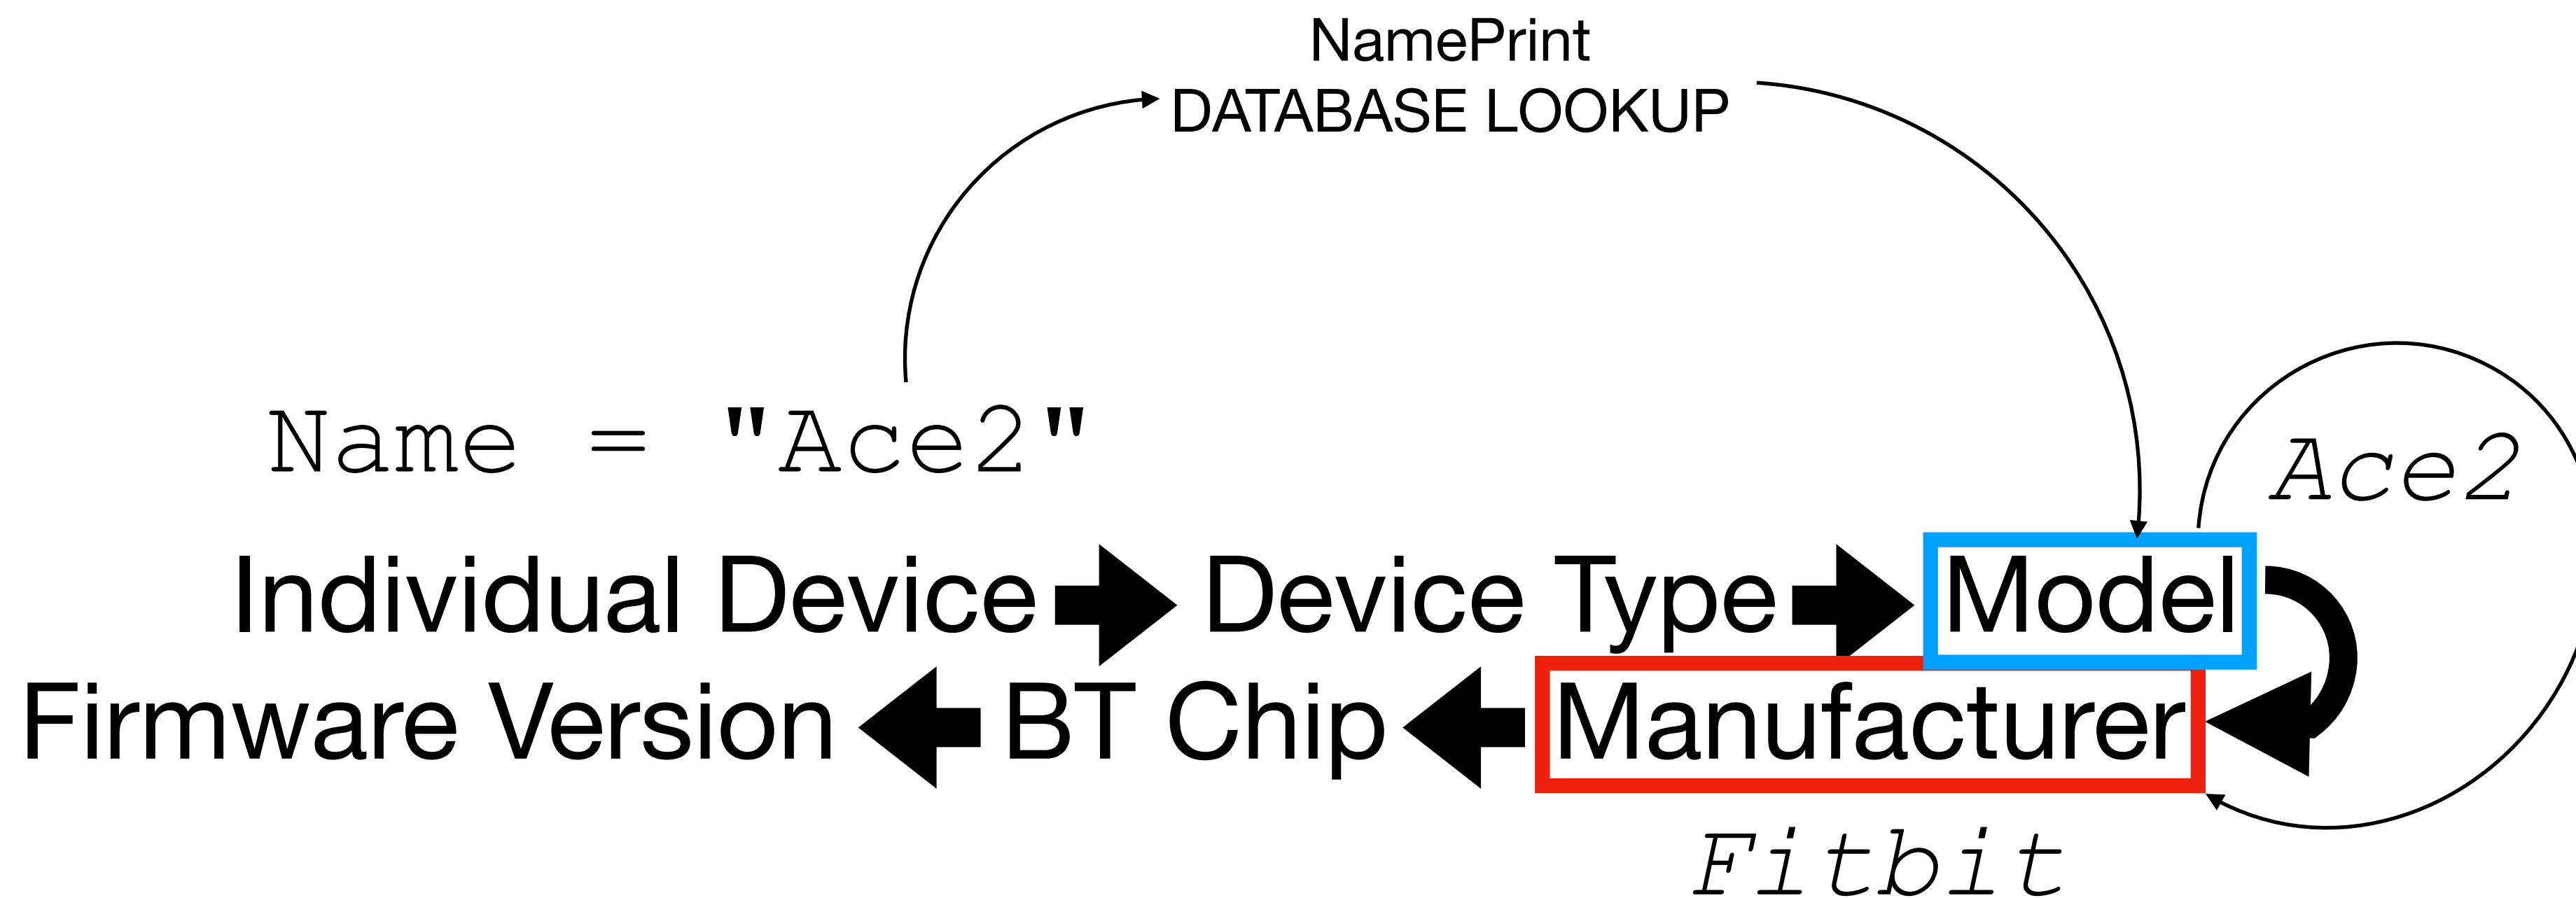 NamePrint
DATABASE LOOKUP
Name = "Ace2"
Ace2
Individual Device Device Type Model
Firmware Version BT Chip Manufacturer
Fitbit